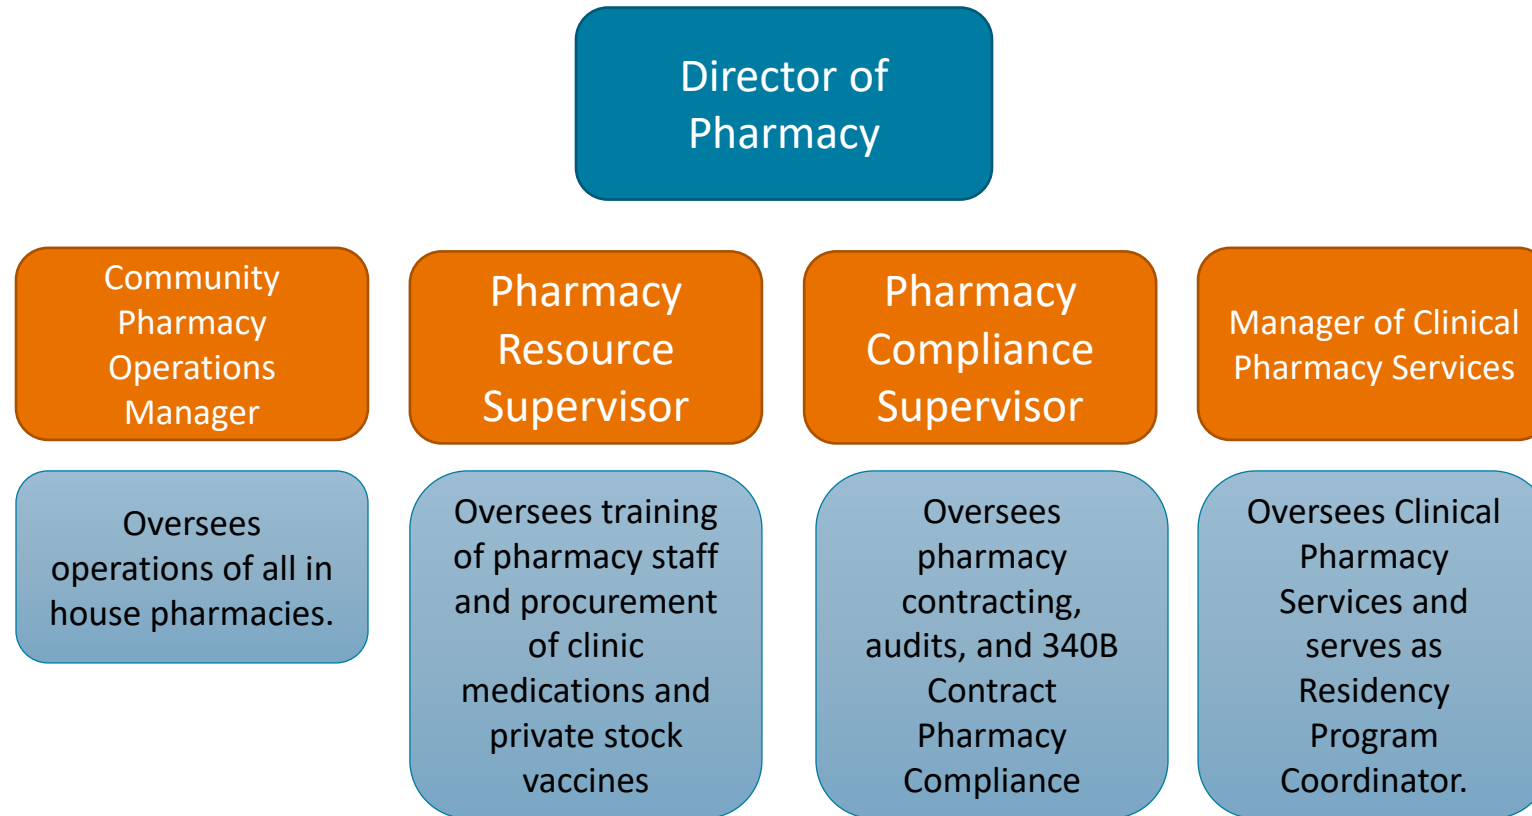 Director of
Pharmacy
Community
Pharmacy
Operations
Manager
Pharmacy
Resource
Supervisor
Pharmacy
Compliance
Supervisor
Manager of Clinical
Pharmacy Services
Oversees
operations of all in
house pharmacies.
Oversees training
of pharmacy staff
and procurement
of clinic
medications and
private stock
vaccines
Oversees
pharmacy
contracting,
audits, and 340B
Contract
Pharmacy
Compliance
Oversees Clinical
Pharmacy
Services and
serves as
Residency
Program
Coordinator.